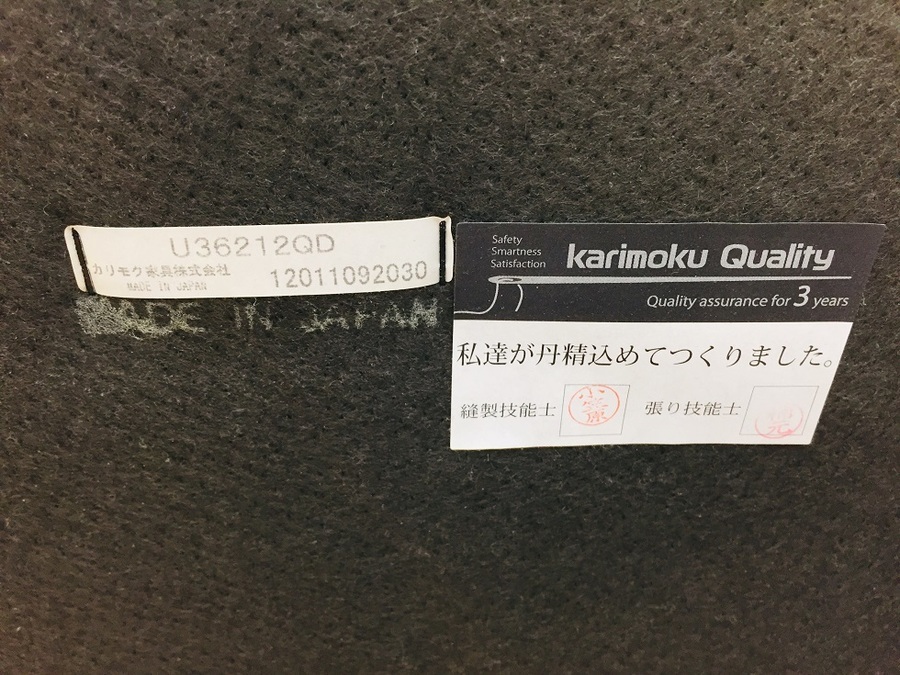 U36212QD
カリモク家具株式会社
12011092030
MADE IN JAPAN
MADE IN JAPAN
Safety
Smartness
Satisfaction
karimoku Quality
Quality assurance for 3 years
私達が丹精込めてつくりました。
縫製技能士
張り技能士